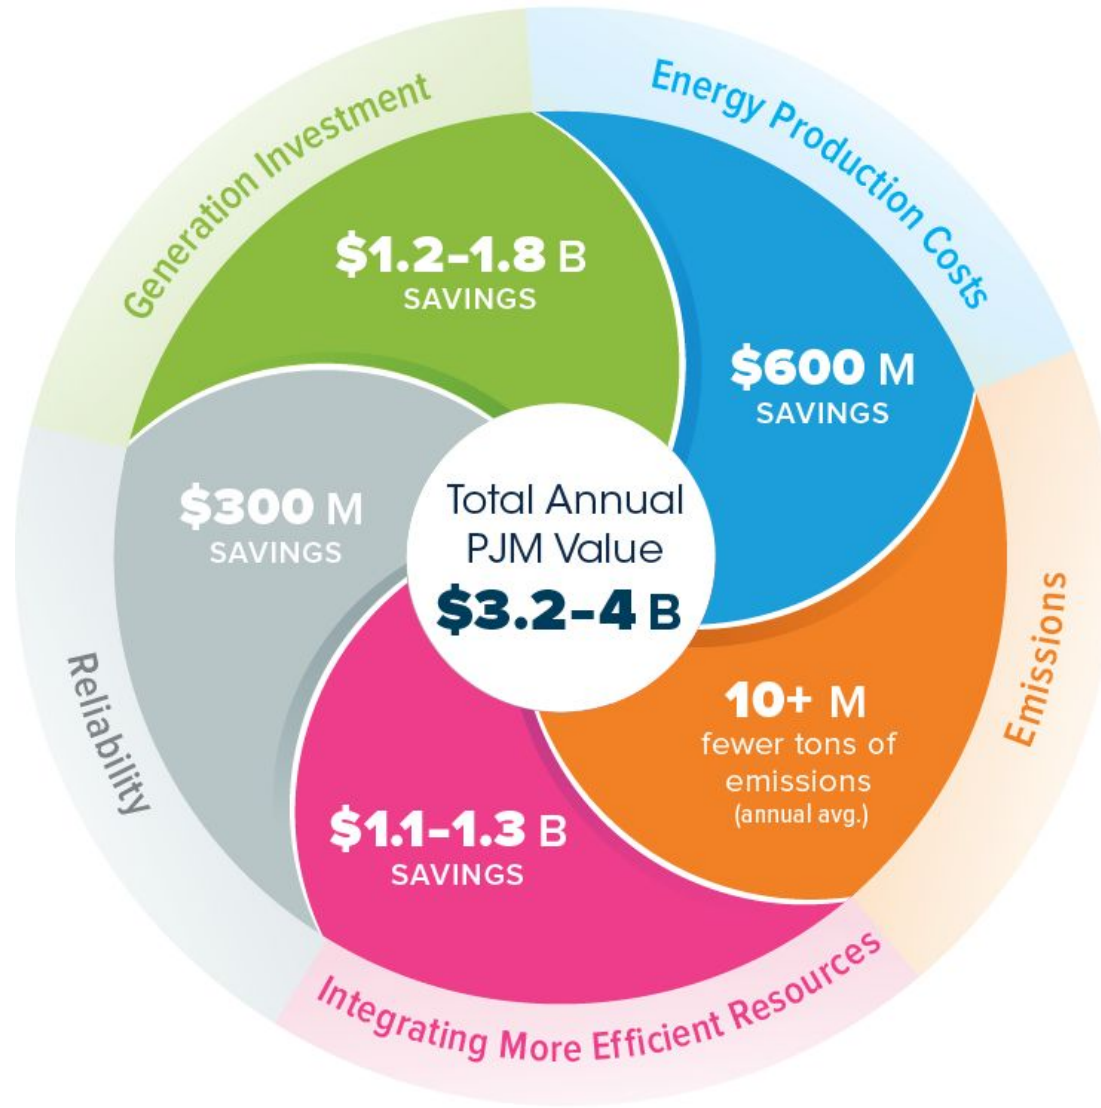 Generation Investment
$1.2-1.8 B
SAVINGS
Energy Production Costs
$600 M
SAVINGS
$300 M
SAVINGS
Reliability
Total Annual
PJM Value
$3.2-4 B
Emissions
10+ M
fewer tons of
emissions
(annual avg.)
$1.1-1.3 B
SAVINGS
Integrating More Efficient Resources